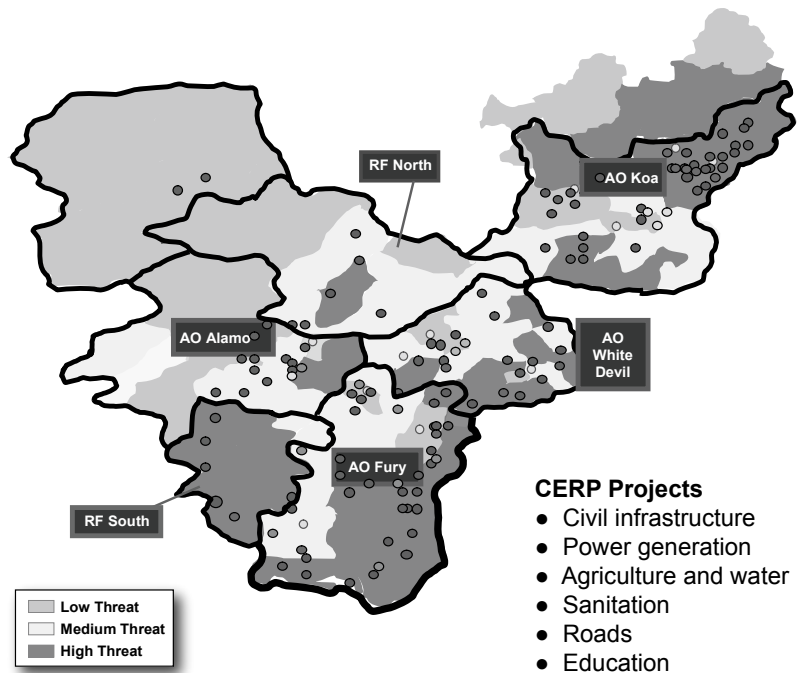 RF North
AO Koa
AO Alamo
AO
White
Devil
AO Fury
RF South
CERP Projects
● Civil infrastructure
● Power generation
● Agriculture and water
● Sanitation
● Roads
● Education
Low Threat
Medium Threat
High Threat